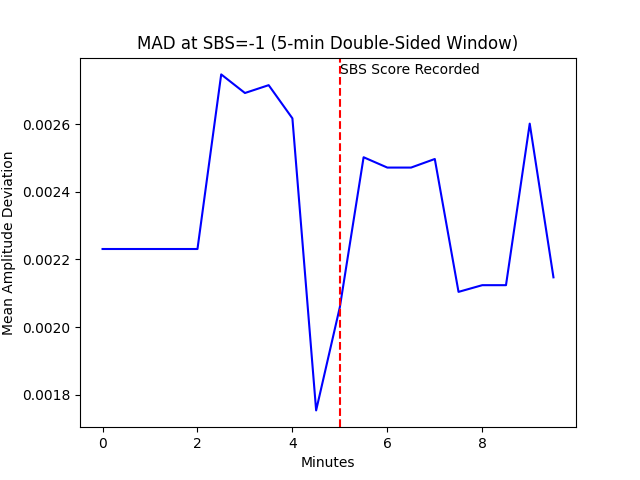 MAD at SBS=-1 (5-min Double-Sided Window)
SBS Score Recorded
Mean Amplitude Deviation
0.0026
0.0024
0.0022
0.0020
0.0018
0 2 4 6 8
Minutes